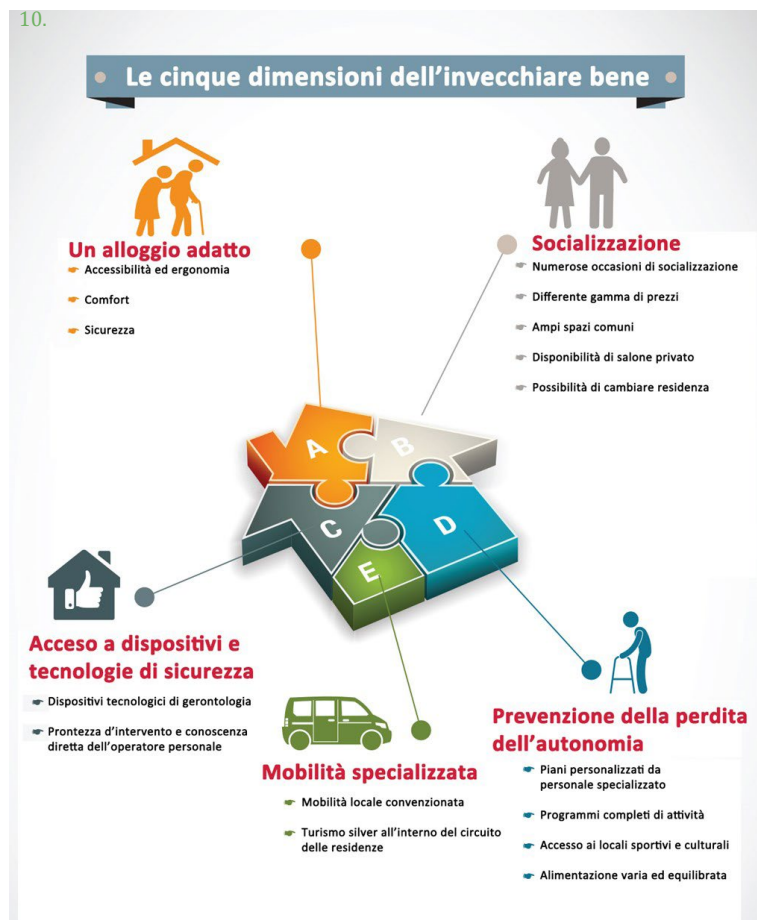 10.
Le cinque dimensioni dell'invecchiare bene
Un alloggio adatto
Accessibilità ed ergonomia
Comfort
Sicurezza
Socializzazione
Numerose occasioni di socializzazione
Differente gamma di prezzi
Ampi spazi comuni
Disponibilità di salone privato
Possibilità di cambiare residenza
A
B
C
D
E
Acceso a dispositivi e
tecnologie di sicurezza
Dispositivi tecnologici di gerontologia
Prontezza d'intervento e conoscenza
diretta dell'operatore personale
Mobilità specializzata
Mobilità locale convenzionata
Turismo silver all'interno del circuito
delle residenze
Prevenzione della perdita
dell'autonomia
Piani personalizzati da
personale specializzato
Programmi completi di attività
Accesso ai locali sportivi e culturali
Alimentazione varia ed equilibrata